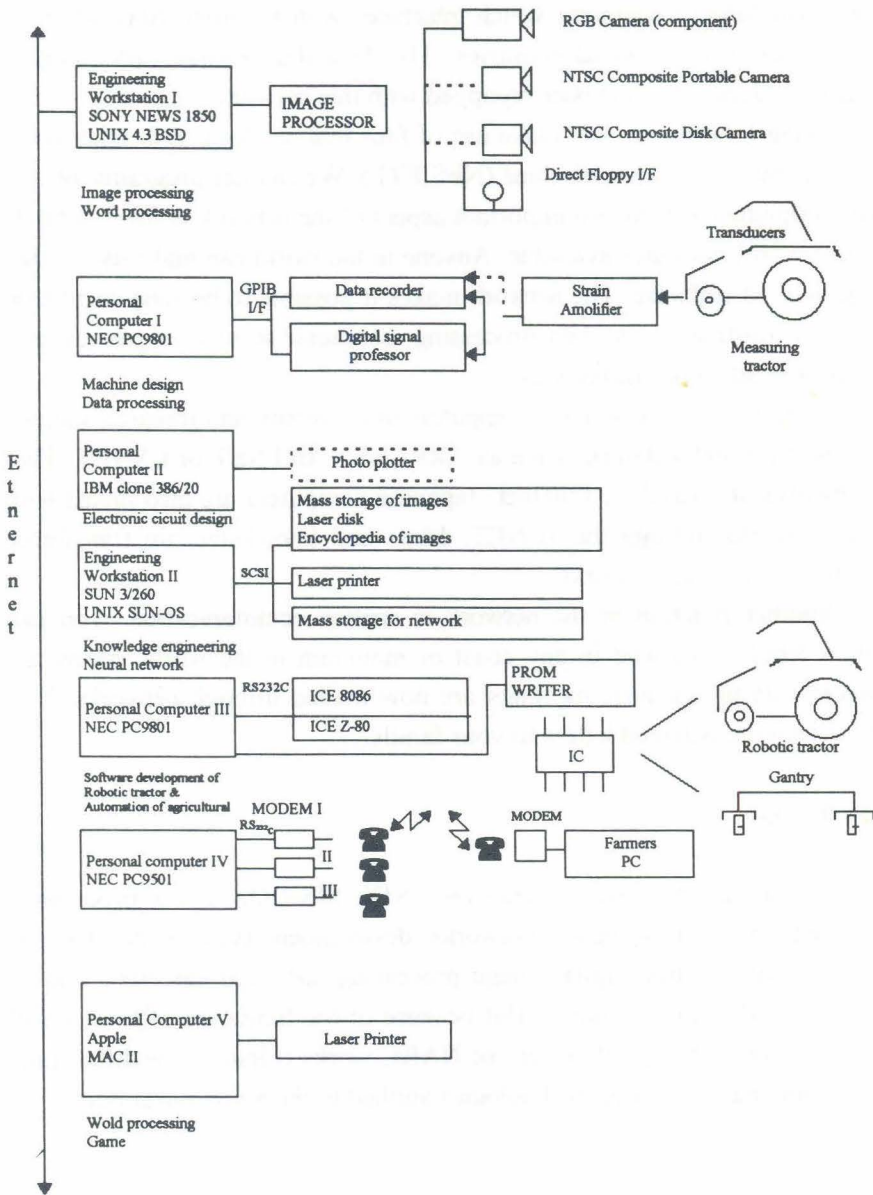 RGB Camera (component)
Engineering
Workstation I
SONY NEWS 1850
UNIX 4.3 BSD
IMAGE
PROCESSOR
NTSC Composite Portable Camera
NTSC Composite Disk Camera
Direct Floppy I/F
Image processing
Word processing
Transducers
Personal
Computer I
NEC PC9801
GPIB
I/F
Data recorder
Digital signal
professor
Strain
Amolifier
Measuring
tractor
Machine design
Data processing
Etnernet
Personal
Computer II
IBM clone 386/20
Photo plotter
Electronic cicuit design
Mass storage of images
Laser disk
Encyclopedia of images
Engineering
Workstation II
SUN 3/260
UNIX SUN-OS
SCSI
Laser printer
Mass storage for network
Knowledge engineering
Neural network
Personal Computer III
NEC PC9801
RS232C
ICE 8086
ICE Z-80
PROM
WRITER
IC
Robotic tractor
Gantry
Software development of
Robotic tractor &
Automation of agricultural
MODEM I
RS232C
II
III
Personal computer IV
NEC PC9501
MODEM
Farmers
PC
Personal Computer V
Apple
MAC II
Laser Printer
Wold processing
Game